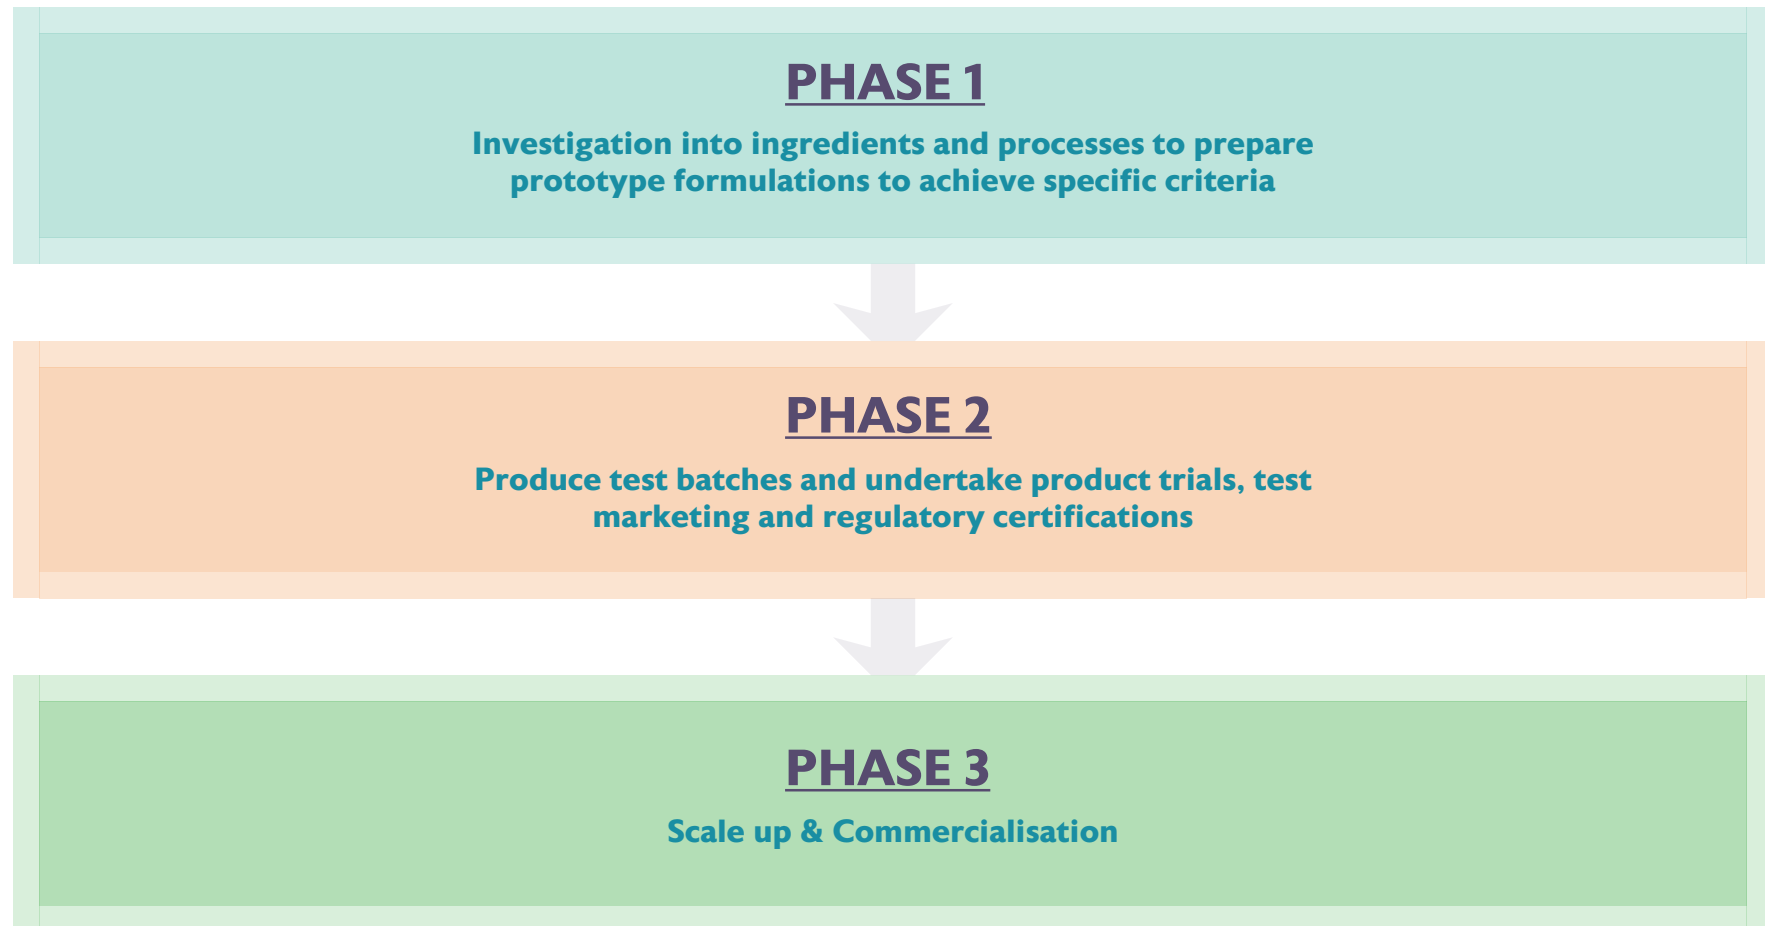 PHASE 1
Investigation into ingredients and processes to prepare
prototype formulations to achieve specific criteria
PHASE 2
Produce test batches and undertake product trials, test
marketing and regulatory certifications
PHASE 3
Scale up & Commercialisation